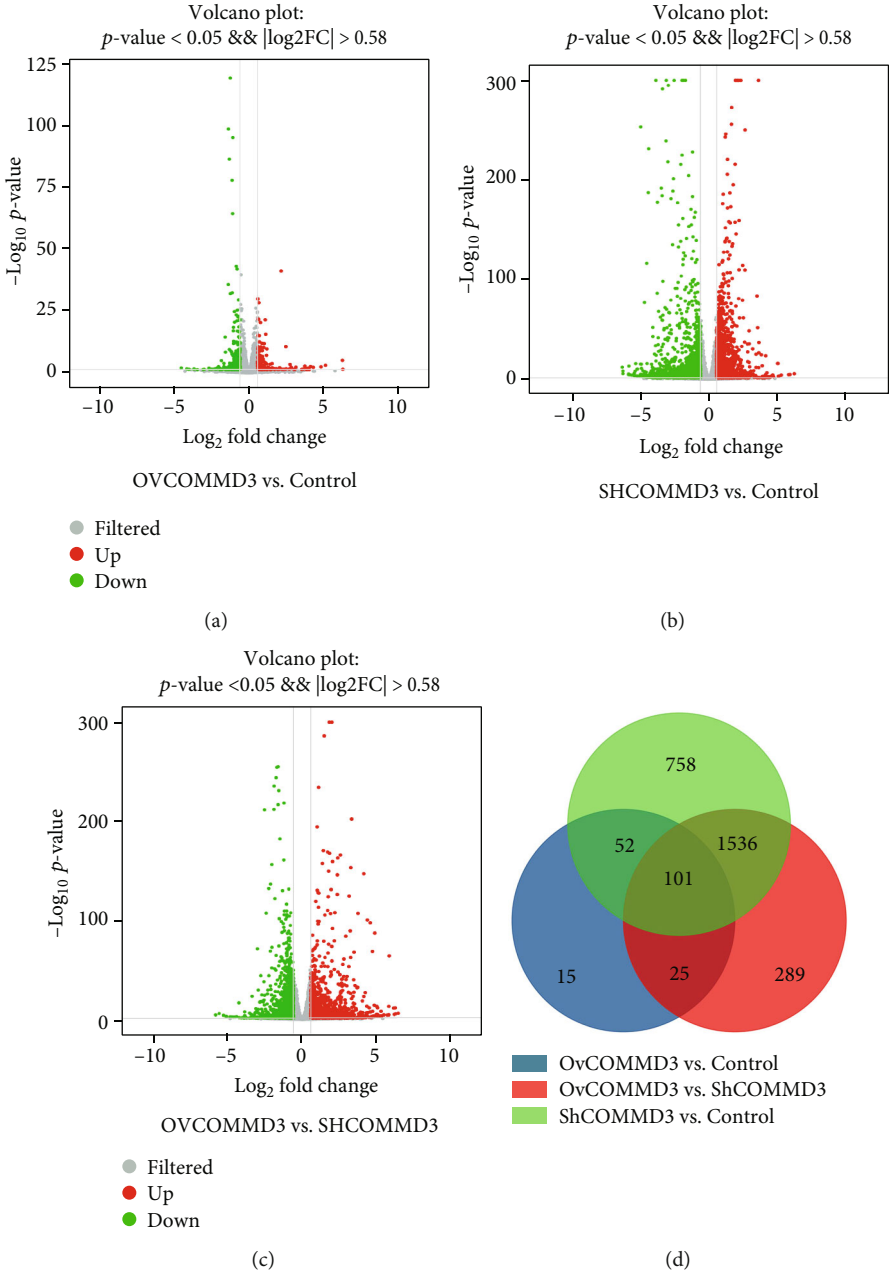 Volcano plot:
p-value < 0.05 && |log2FC| > 0.58
125
100
75
50
25
0
−Log10 p-value
−10 −5 0 5 10
Log2 fold change
OVCOMMD3 vs. Control
Filtered
Up
Down
(a)
Volcano plot:
p-value < 0.05 && |log2FC| > 0.58
300
200
100
0
−Log10 p-value
−10 −5 0 5 10
Log2 fold change
SHCOMMD3 vs. Control
(b)
Volcano plot:
p-value <0.05 && |log2FC| > 0.58
300
200
100
0
−Log10 p-value
−10 −5 0 5 10
Log2 fold change
OVCOMMD3 vs. SHCOMMD3
Filtered
Up
Down
(c)
758
52 1536
101
15 25 289
OvCOMMD3 vs. Control
OvCOMMD3 vs. ShCOMMD3
ShCOMMD3 vs. Control
(d)